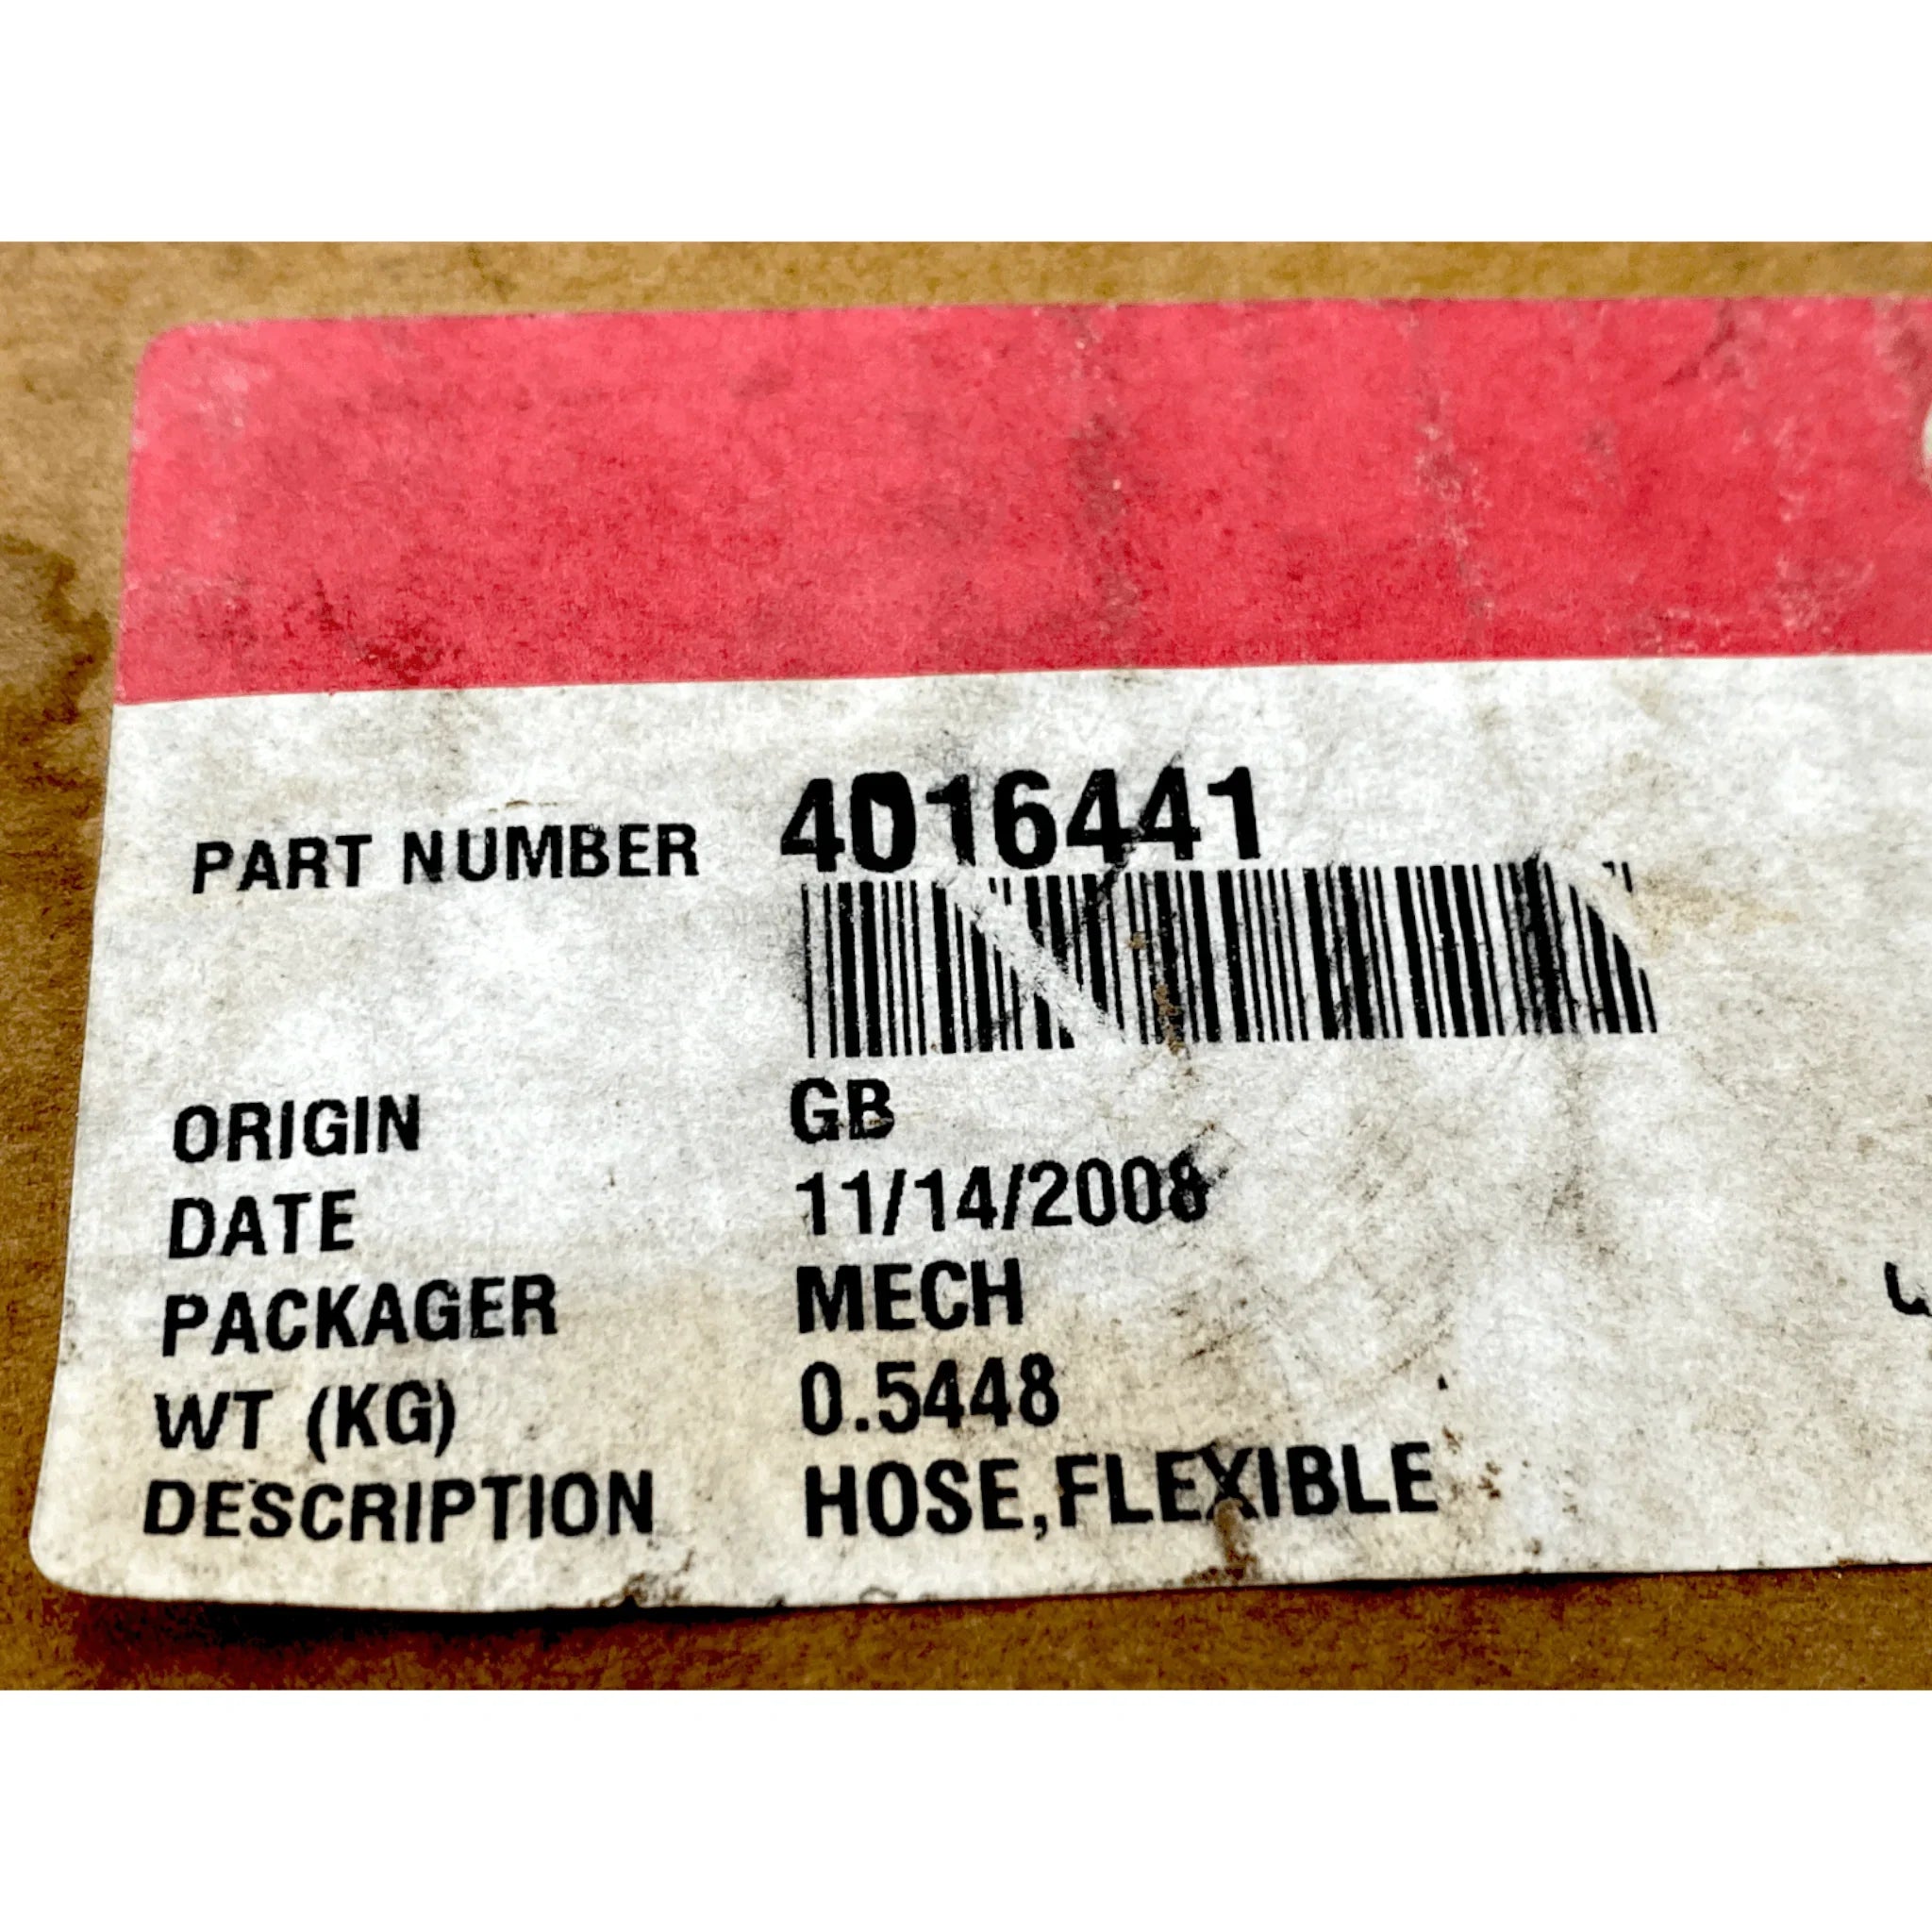 PART NUMBER 4016441
ORIGIN GB
DATE 11/14/2008
PACKAGER MECH
WT (KG) 0.5448
DESCRIPTION HOSE,FLEXIBLE